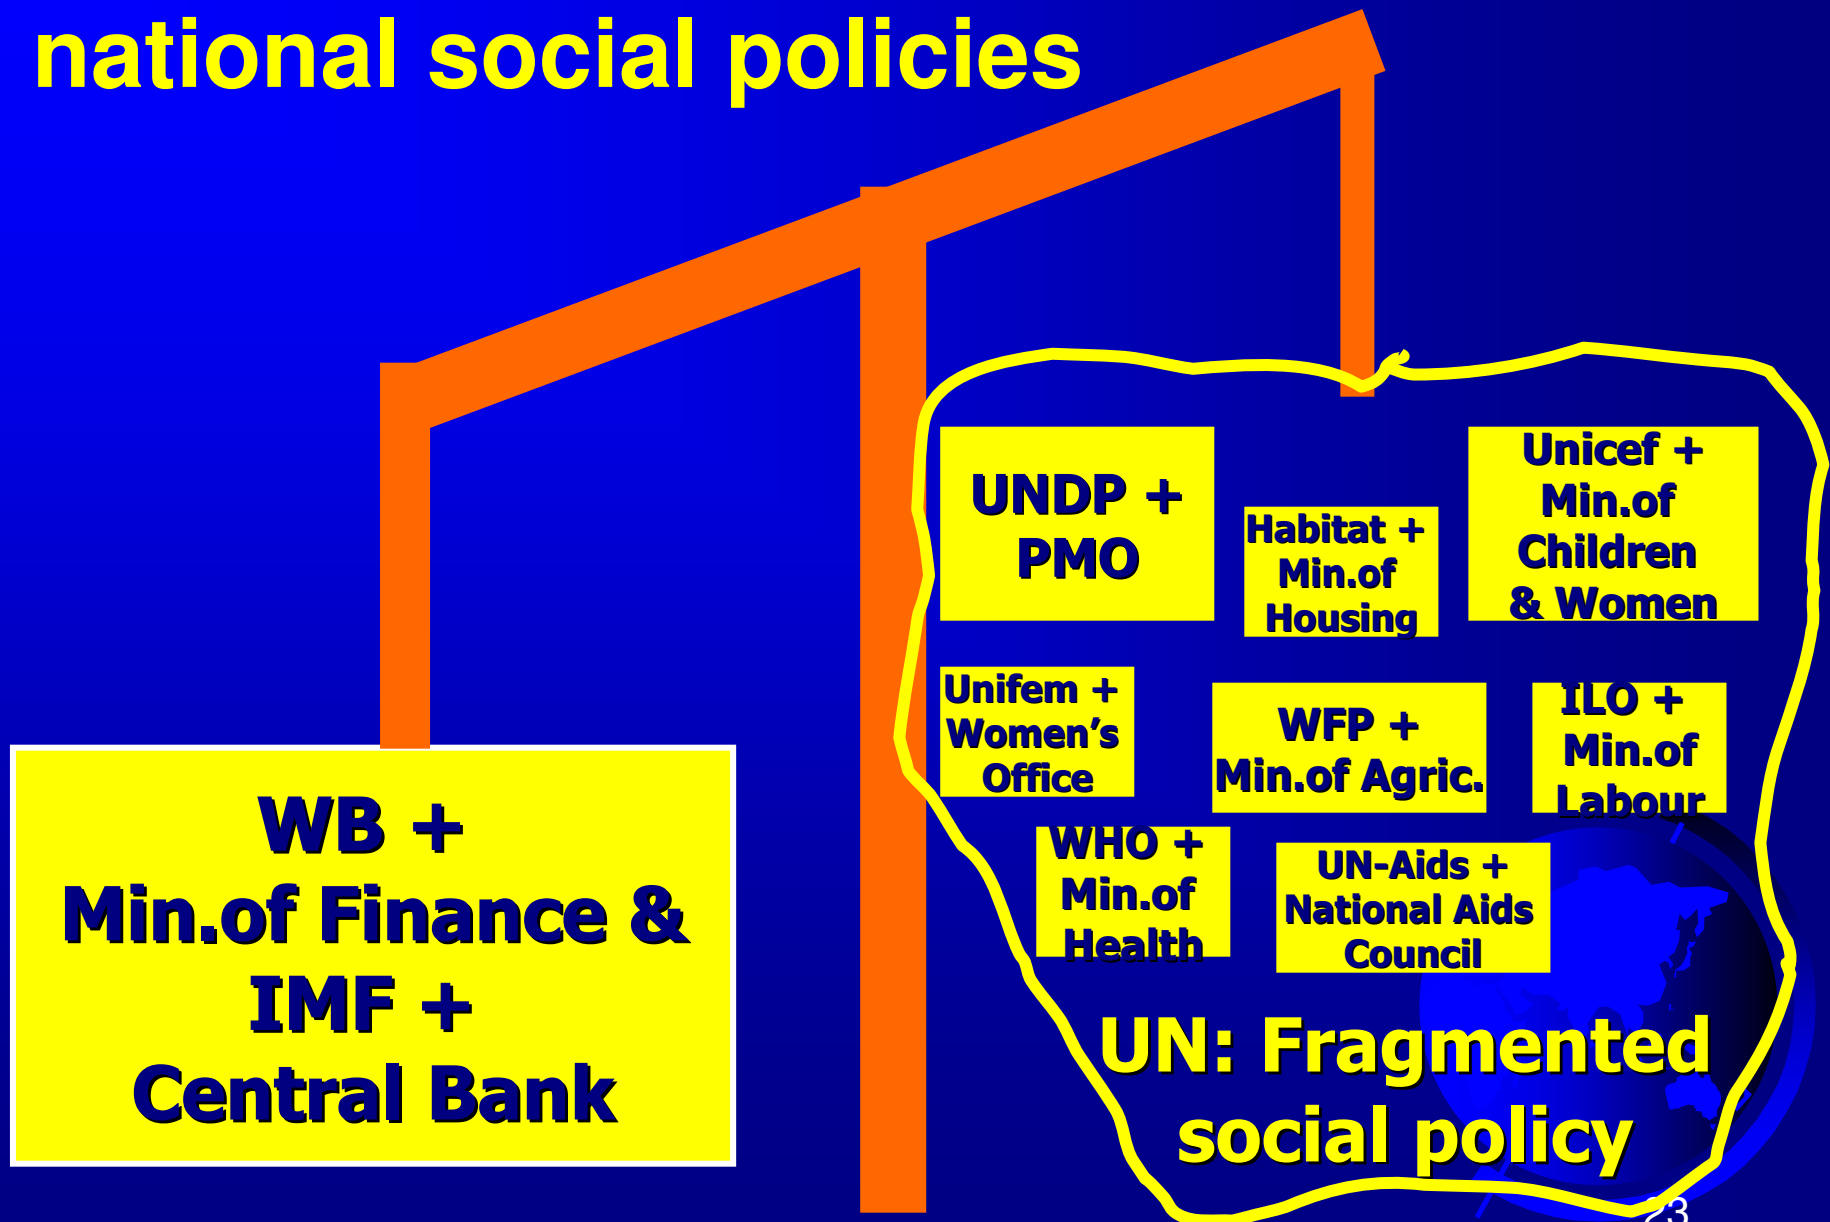 national social policies
WB +
Min.of Finance &
IMF +
Central Bank
UNDP +
PMO
Habitat +
Min.of
Housing
Unicef +
Min.of
Children
& Women
Unifem +
Women’s
Office
WFP +
Min.of Agric.
ILO +
Min.of
Labour
WHO +
Min.of
Health
UN-Aids +
National Aids
Council
UN: Fragmented
social policy
23